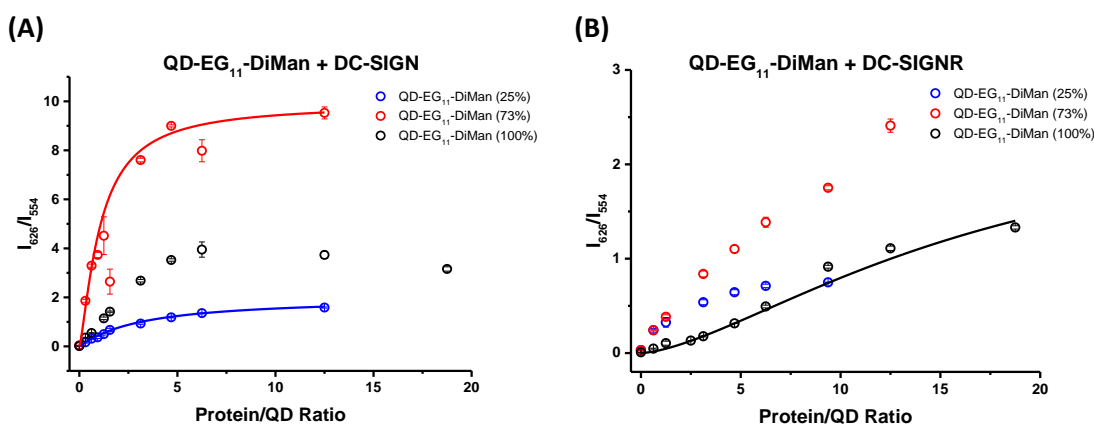 (A)
QD-EG₁₁-DiMan + DC-SIGN
QD-EG₁₁-DiMan (25%)
QD-EG₁₁-DiMan (73%)
QD-EG₁₁-DiMan (100%)
I₆₂₆/I₅₅₄
10
8
6
4
2
0
0 5 10 15 20
Protein/QD Ratio
(B)
QD-EG₁₁-DiMan + DC-SIGNR
QD-EG₁₁-DiMan (25%)
QD-EG₁₁-DiMan (73%)
QD-EG₁₁-DiMan (100%)
I₆₂₆/I₅₅₄
3
2
1
0
0 5 10 15 20
Protein/QD Ratio